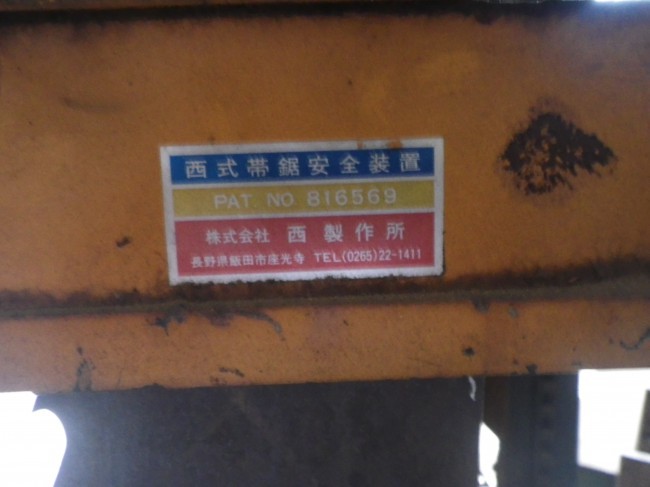 西式帯鋸安全装置
PAT. NO 816569
株式会社 西製作所
長野県飯田市座光寺 TEL(0265)22-1411